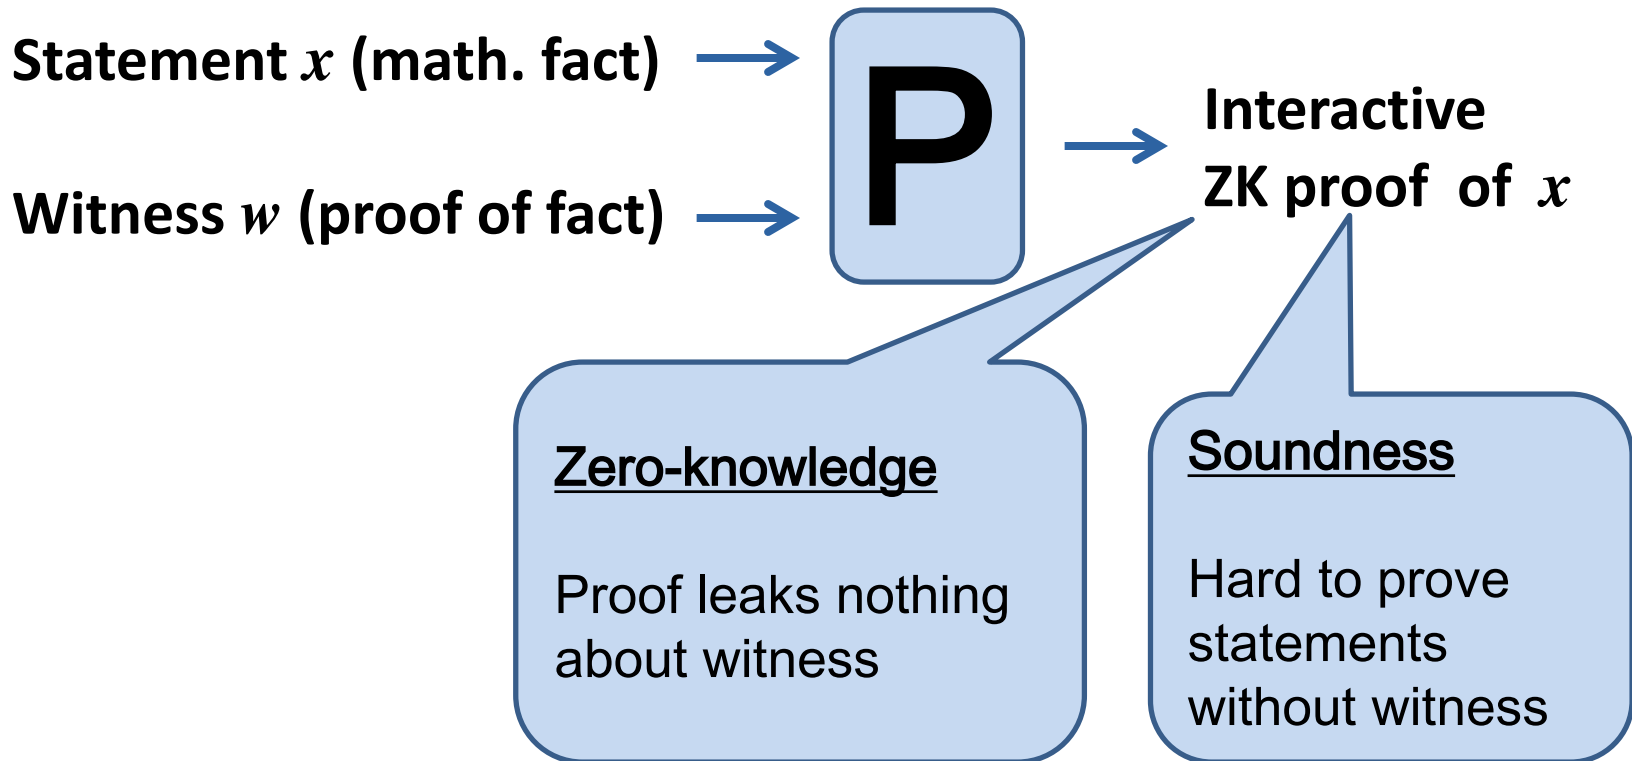 Statement x (math. fact)
Witness w (proof of fact)
P
Interactive
ZK proof of x
Zero-knowledge
Proof leaks nothing
about witness
Soundness
Hard to prove
statements
without witness